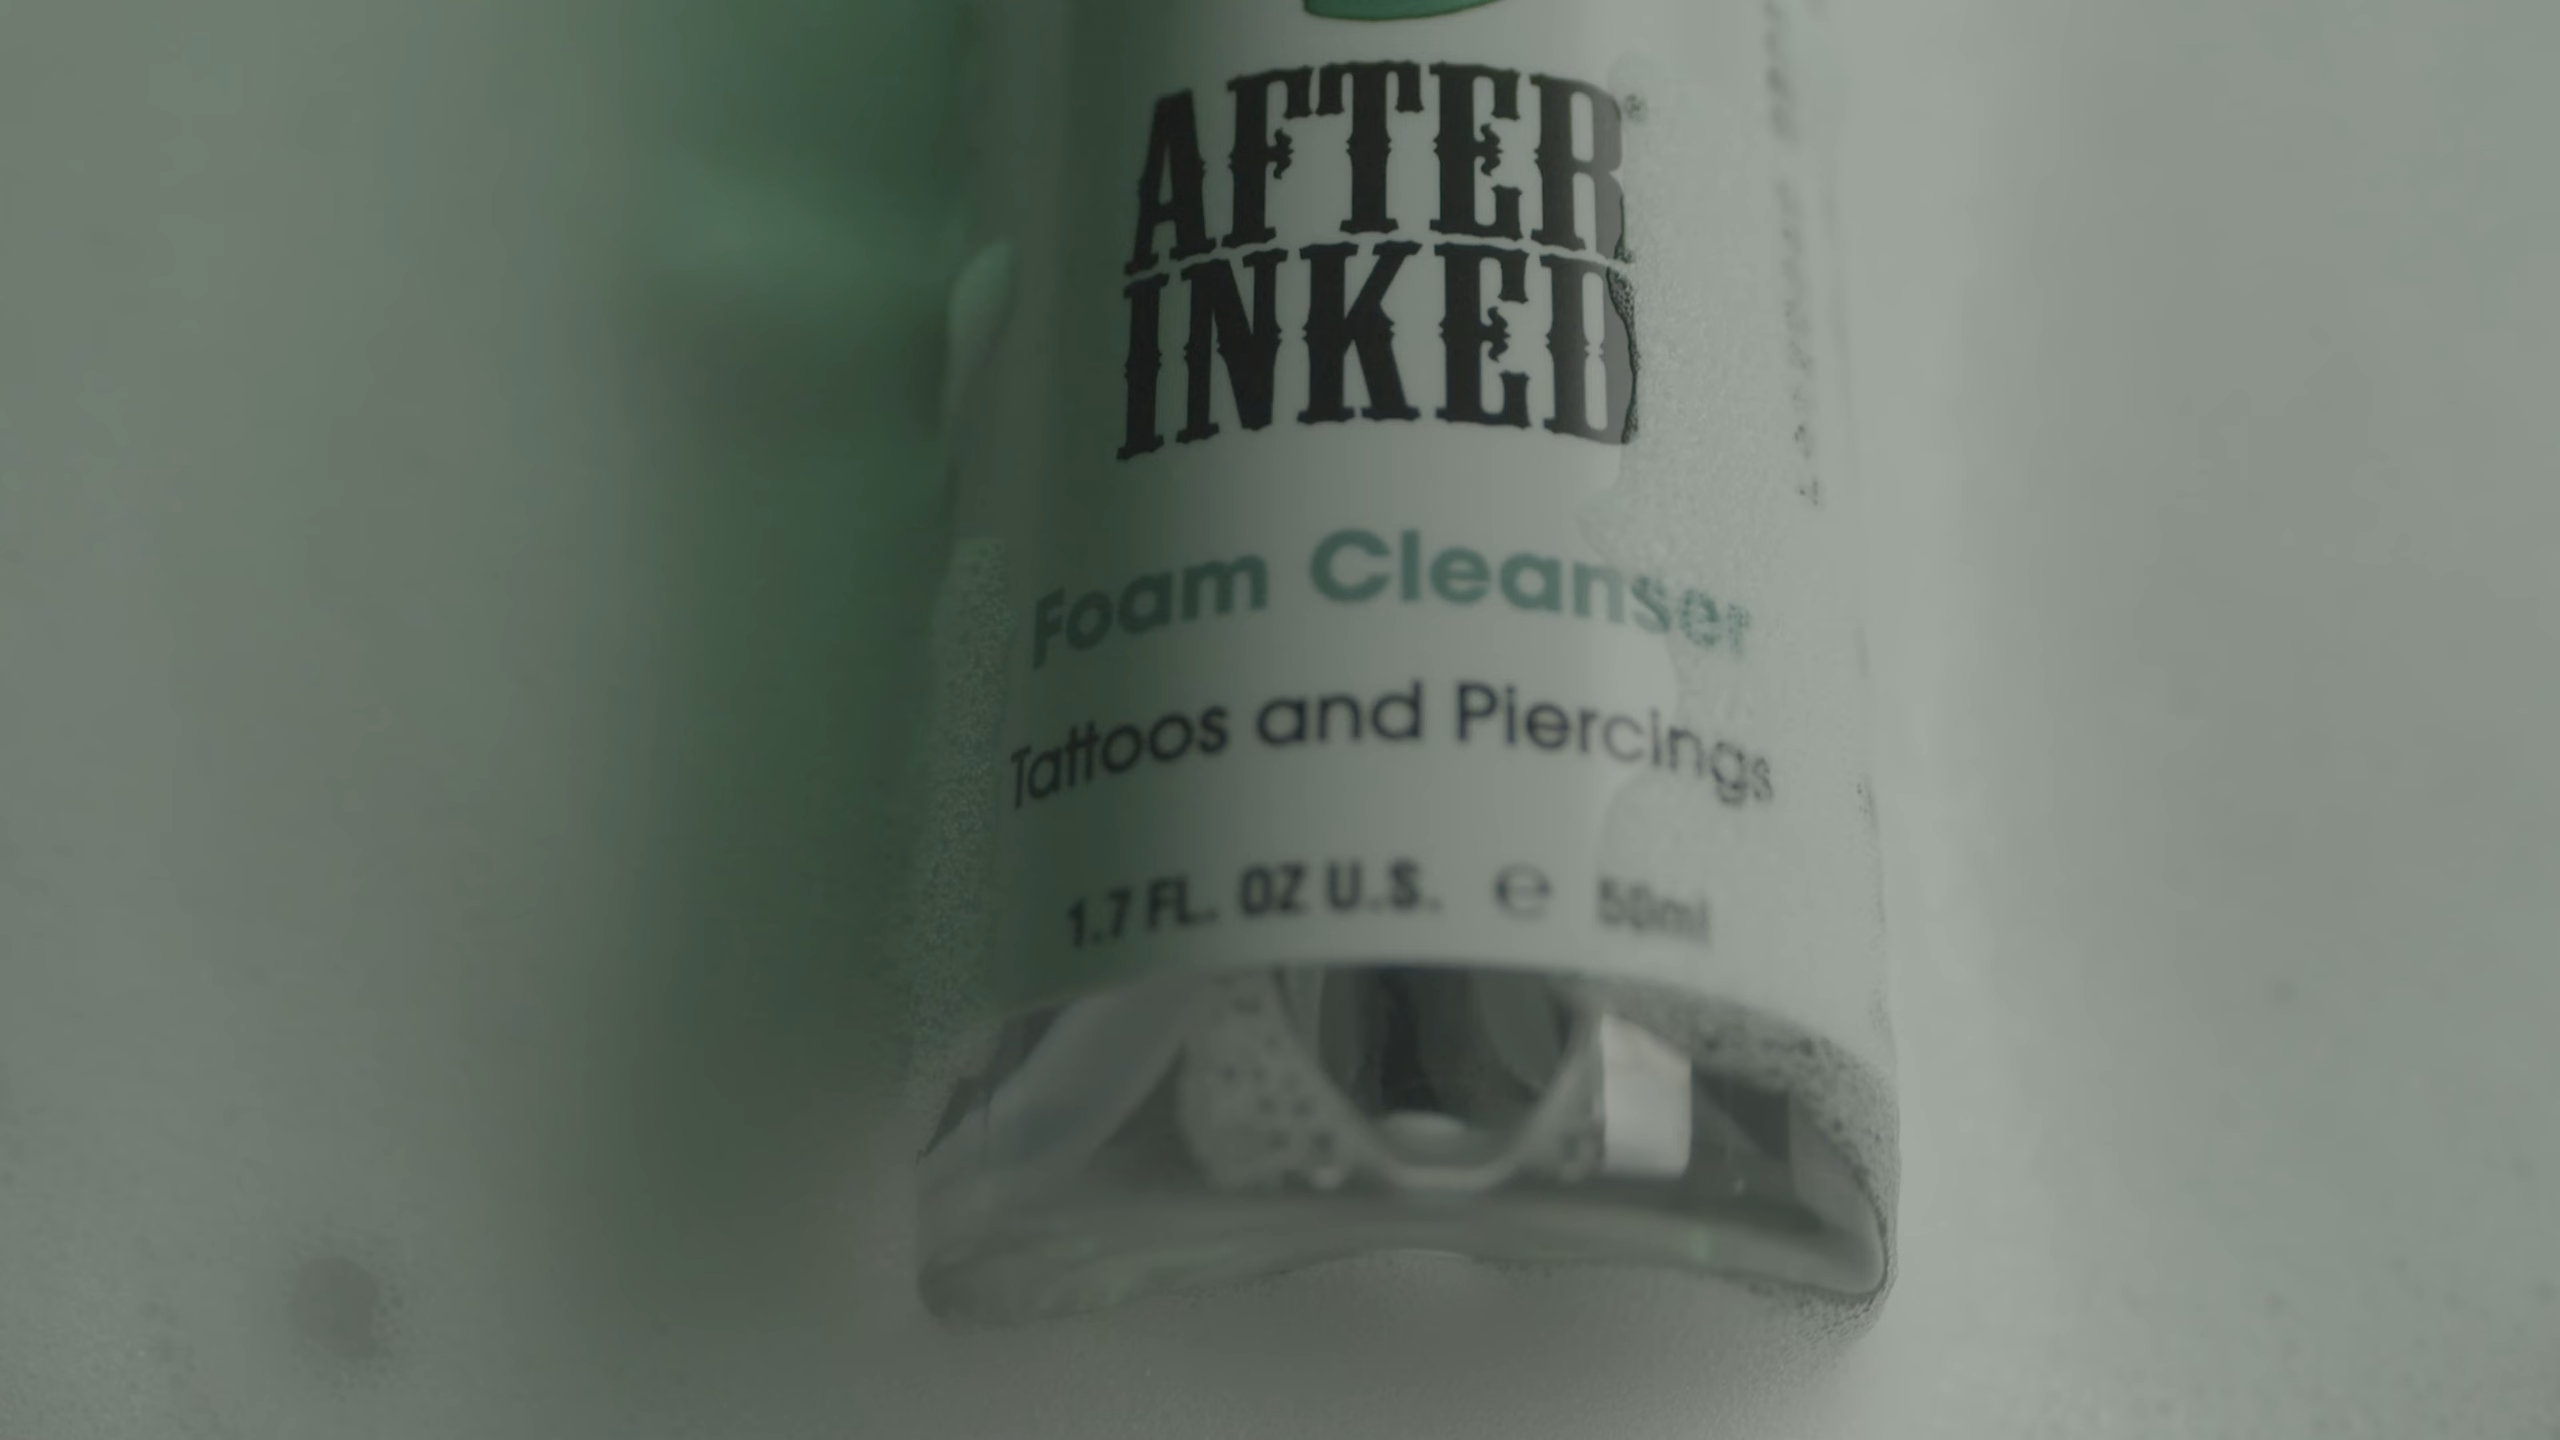 AFTER®
INKED
Foam Cleanser
Tattoos and Piercings
1.7 FL. OZ U.S. ℮ 50ml